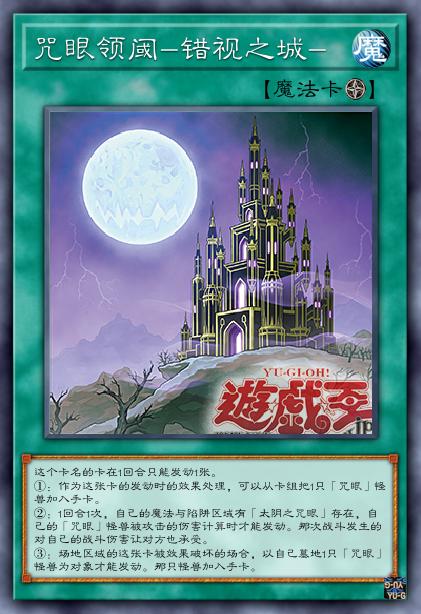 咒眼领阈-错视之城-
魔
【魔法卡】
YU-GI-OH!
遊戯王
.jp
这个卡名的卡在1回合只能发动1张。
①：作为这张卡的发动时的效果处理，可以从卡组把1只「咒眼」怪
兽加入手卡。
②：1回合1次，自己的魔法与陷阱区域有「太阴之咒眼」存在，自
己的「咒眼」怪兽被攻击的伤害计算时才能发动。那次战斗发生的
对自己的战斗伤害让对方也承受。
③：场地区域的这张卡被效果破坏的场合，以自己墓地1只「咒眼」
怪兽为对象才能发动。那只怪兽加入手卡。